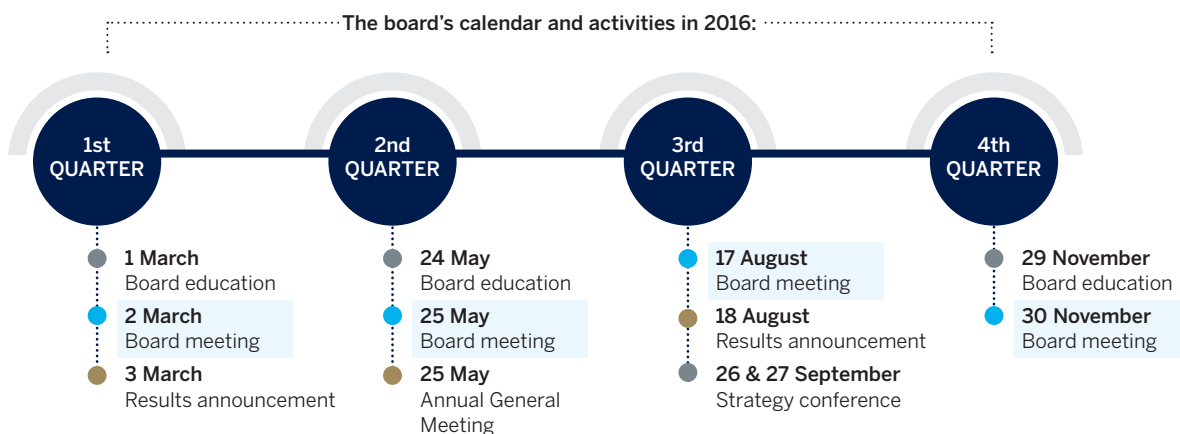 The board's calendar and activities in 2016:
1st
QUARTER
1 March
Board education
2 March
Board meeting
3 March
Results announcement
2nd
QUARTER
24 May
Board education
25 May
Board meeting
25 May
Annual General
Meeting
3rd
QUARTER
17 August
Board meeting
18 August
Results announcement
26 & 27 September
Strategy conference
4th
QUARTER
29 November
Board education
30 November
Board meeting